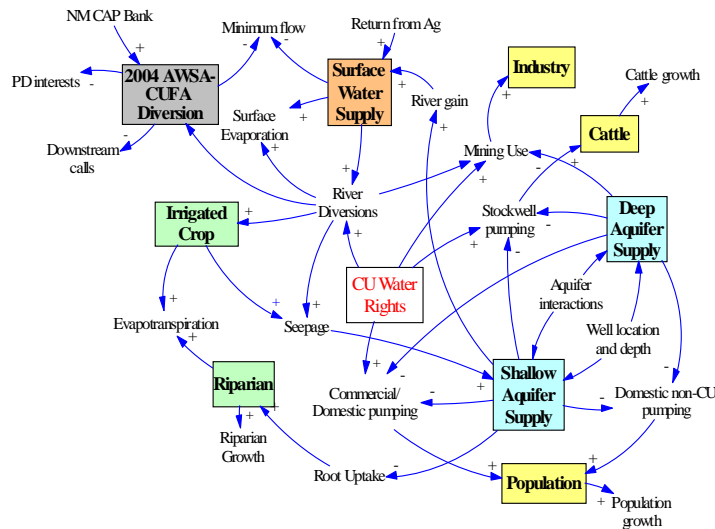 NM CAP Bank
Minimum flow
Return from Ag
PD interests
2004 AWSA-
CUFA
Diversion
Surface
Water
Supply
Industry
Cattle growth
River gain
Surface
Evaporation
Cattle
Mining Use
Downstream
calls
River
Diversions
Irrigated
Crop
Stockwell
pumping
Deep
Aquifer
Supply
CU Water
Rights
Aquifer
interactions
Evapotranspiration
Seepage
Well location
and depth
Riparian
Commercial/
Domestic pumping
Shallow
Aquifer
Supply
Domestic non-CU
pumping
Riparian
Growth
Root Uptake
Population
Population
growth